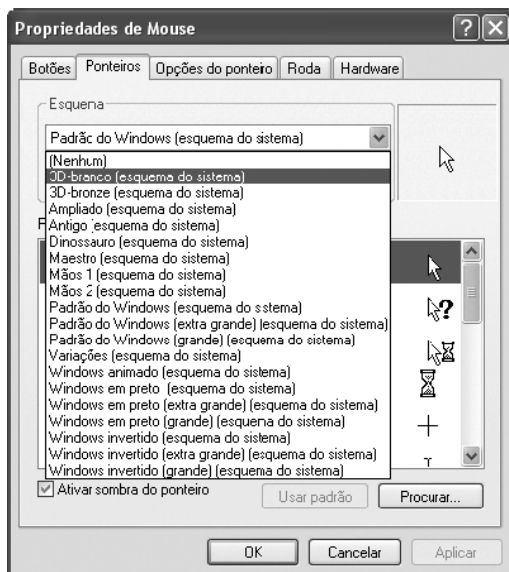 Propriedades de Mouse
Botões Ponteiros Opções do ponteiro Roda Hardware
Esquema
Padrão do Windows (esquema do sistema)
(Nenhum)
3D-branco (esquema do sistema)
3D-bronze (esquema do sistema)
Ampliado (esquema do sistema)
Antigo (esquema do sistema)
Dinossauro (esquema do sistema)
Maestro (esquema do sistema)
Mãos 1 (esquema do sistema)
Mãos 2 (esquema do sistema)
Padrão do Windows (esquema do sistema)
Padrão do Windows (extra grande) (esquema do sistema)
Padrão do Windows (grande) (esquema do sistema)
Variações (esquema do sistema)
Windows animado (esquema do sistema)
Windows em preto (esquema do sistema)
Windows em preto (extra grande) (esquema do sistema)
Windows em preto (grande) (esquema do sistema)
Windows invertido (esquema do sistema)
Windows invertido (extra grande) (esquema do sistema)
Windows invertido (grande) (esquema do sistema)
Ativar sombra do ponteiro Usar padrão Procurar...
OK Cancelar Aplicar